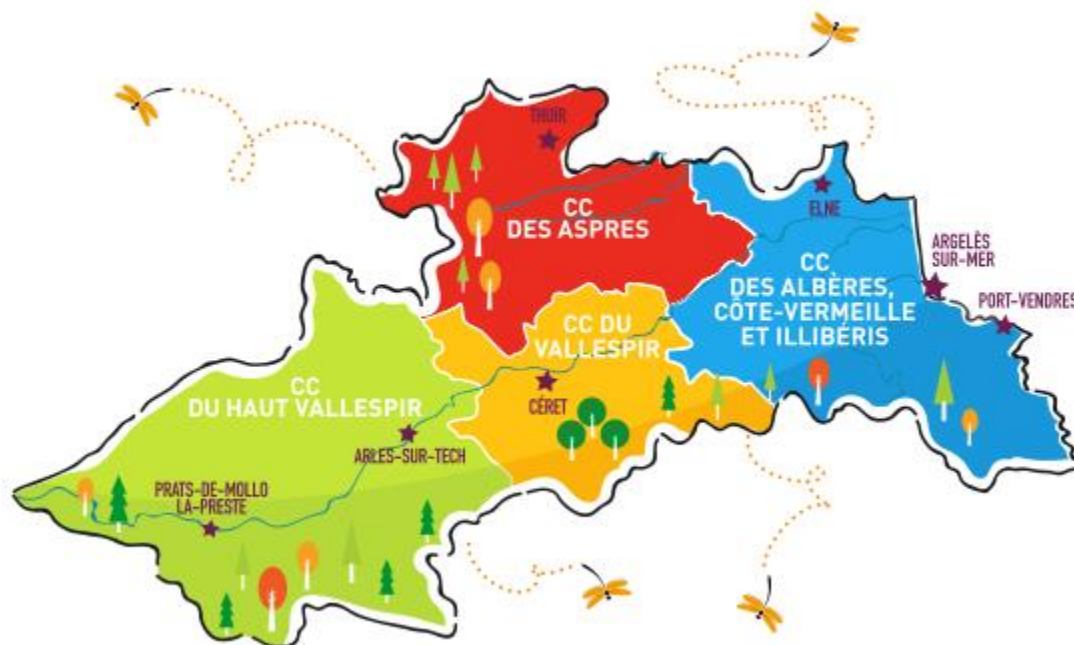 THUIR
CC
DES ASPRES
ELNE
ARGELÈS
SUR-MER
PORT-VENDRES
CC
DES ALBÈRES,
CÔTE-VERMEILLE
ET ILLIBÉRIS
CC DU
VALLESPIR
CÉRET
CC
DU HAUT VALLESPIR
ARLES-SUR-TECH
PRATS-DE-MOLLO
LA-PRESTE